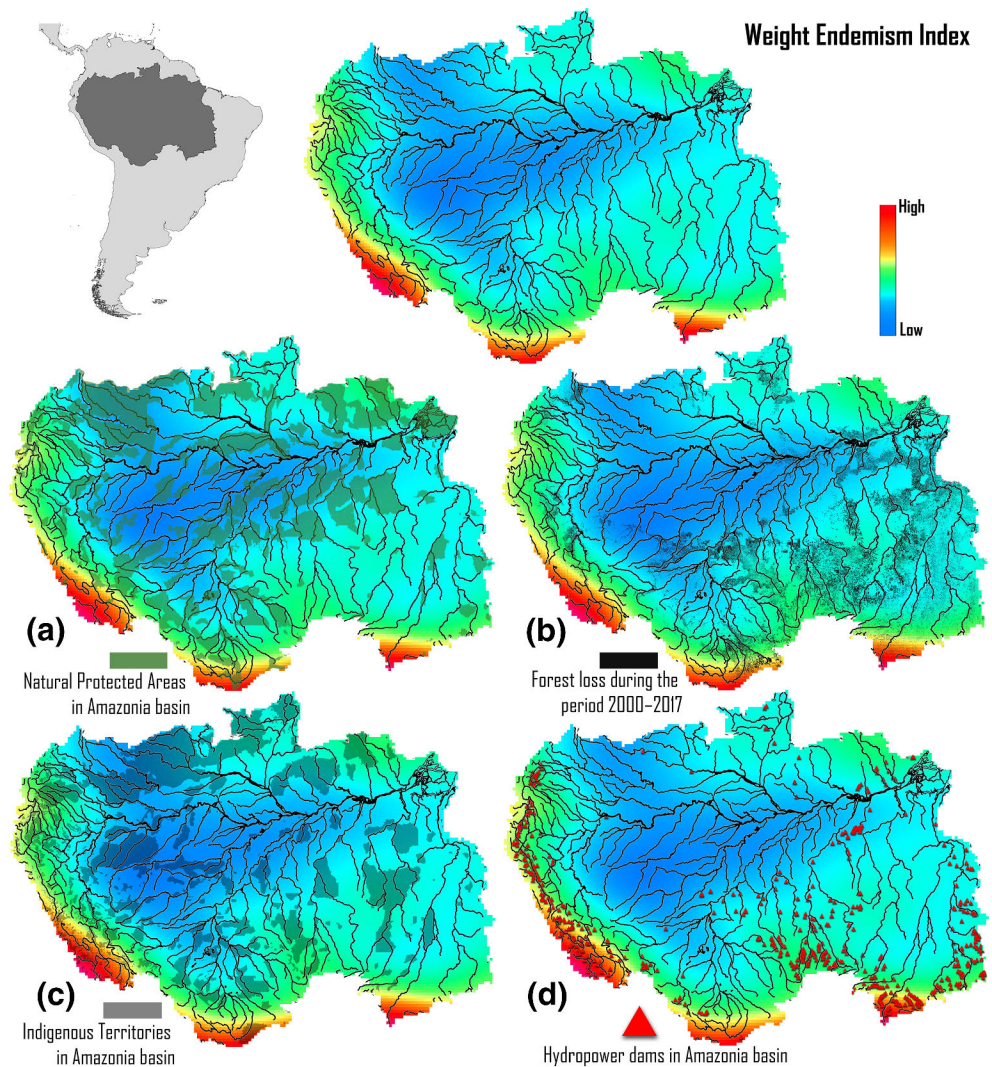 Weight Endemism Index
High
Low
(a)
Natural Protected Areas
in Amazonia basin
(b)
Forest loss during the
period 2000–2017
(c)
Indigenous Territories
in Amazonia basin
(d)
Hydropower dams in Amazonia basin